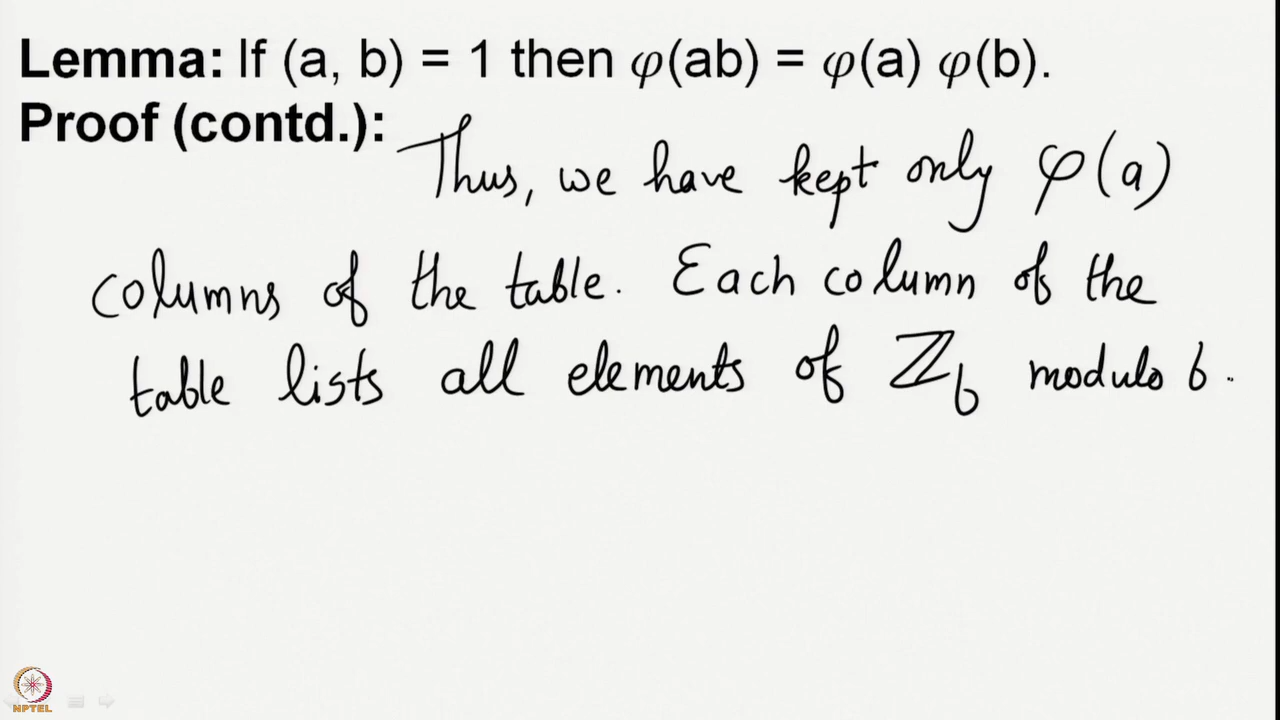 Lemma: If (a, b) = 1 then φ(ab) = φ(a) φ(b).
Proof (contd.):
Thus, we have kept only φ(a)
columns of the table. Each column of the
table lists all elements of ℤ_b modulo b.
NPTEL